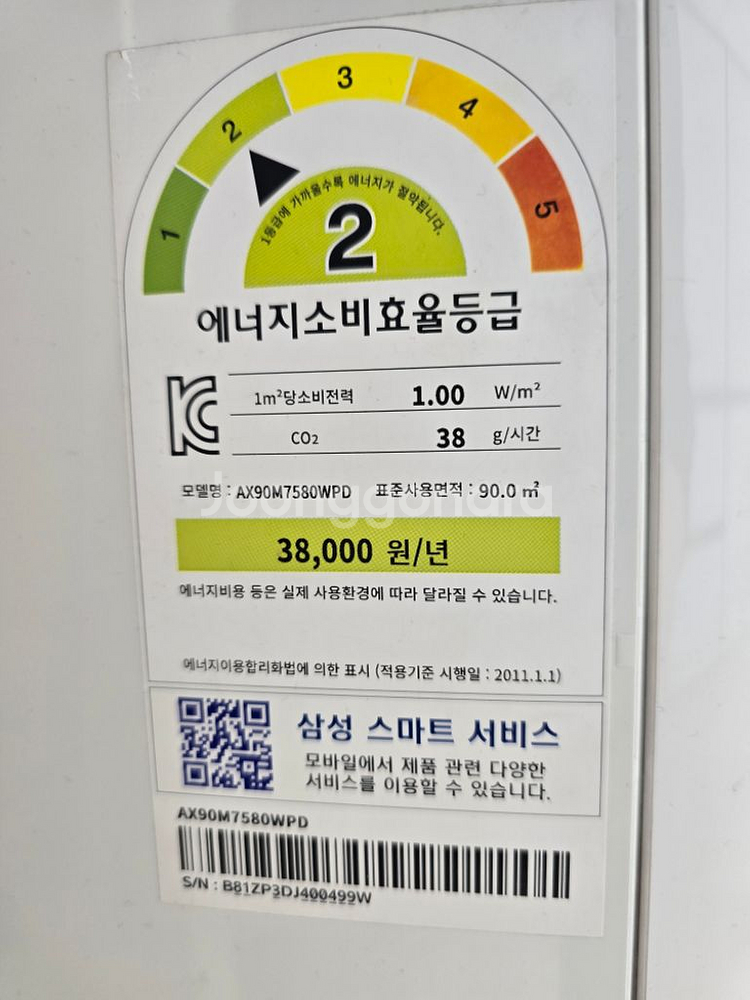 1
2
3
4
5
1등급에 가까울수록 에너지가 절약됩니다.
2
에너지소비효율등급
1m²당소비전력 1.00 W/m²
CO₂ 38 g/시간
모델명 : AX90M7580WPD 표준사용면적 : 90.0 ㎡
Joonggonara
38,000 원/년
에너지비용 등은 실제 사용환경에 따라 달라질 수 있습니다.
에너지이용합리화법에 의한 표시 (적용기준 시행일 : 2011.1.1)
삼성 스마트 서비스
모바일에서 제품 관련 다양한
서비스를 이용할 수 있습니다.
AX90M7580WPD
S/N : B81ZP3DJ400499W